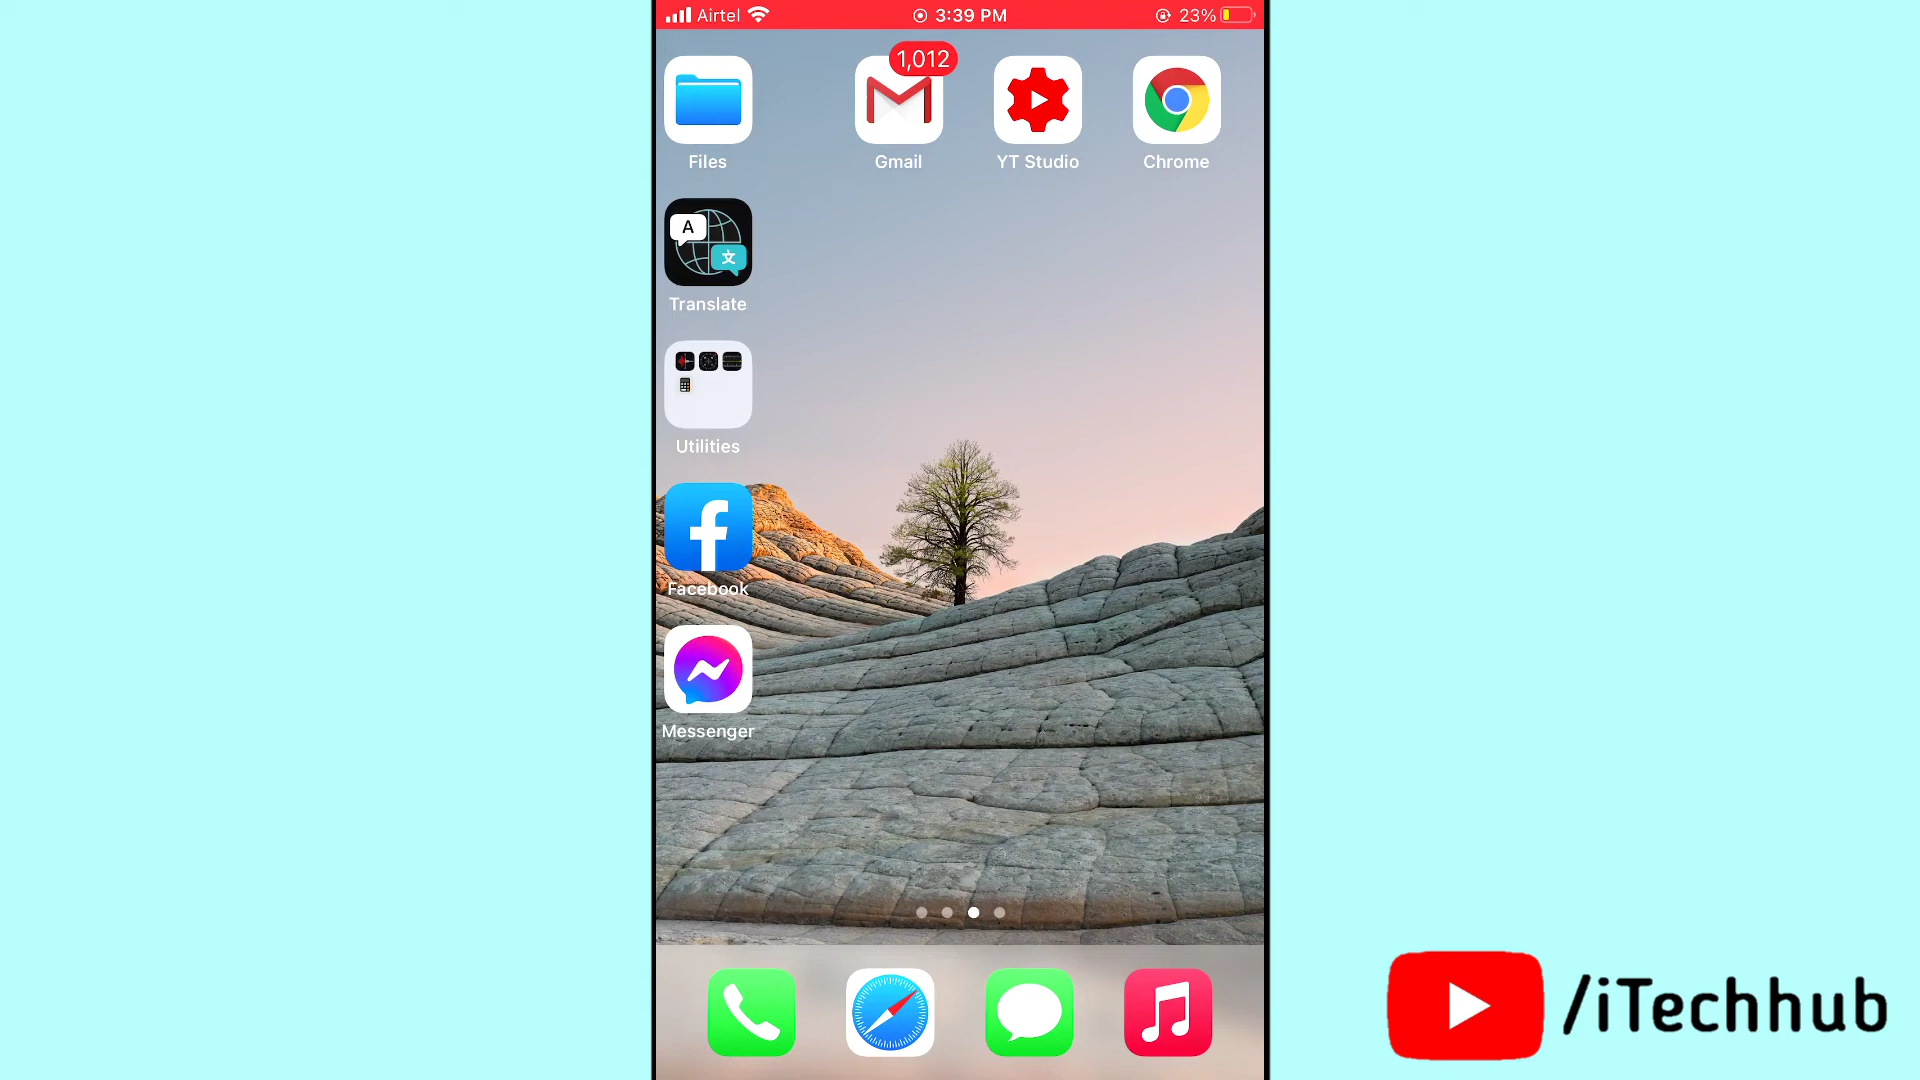 Airtel 3:39 PM 23%
1,012
Files Gmail YT Studio Chrome
A
文
Translate
Utilities
Facebook
Messenger
/iTechhub